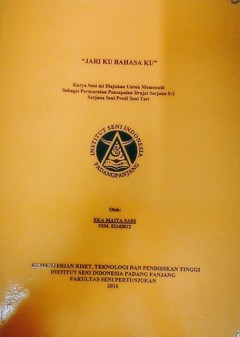 "JARI KU BAHASA KU"
Karya Seni ini Diajukan Untuk Memenuhi
Sebagai Persyaratan Pencapaian Drajat Sarjana S-1
Sarjana Seni Prodi Seni Tari
INSTITUT SENI INDONESIA
PADANGPANJANG
Oleh:
EKA MAITA SARI
NIM.
KEMENTERIAN RISET, TEKNOLOGI DAN PENDIDIKAN TINGGI
INSTITUT SENI INDONESIA PADANG PANJANG
FAKULTAS SENI PERTUNJUKAN
2016